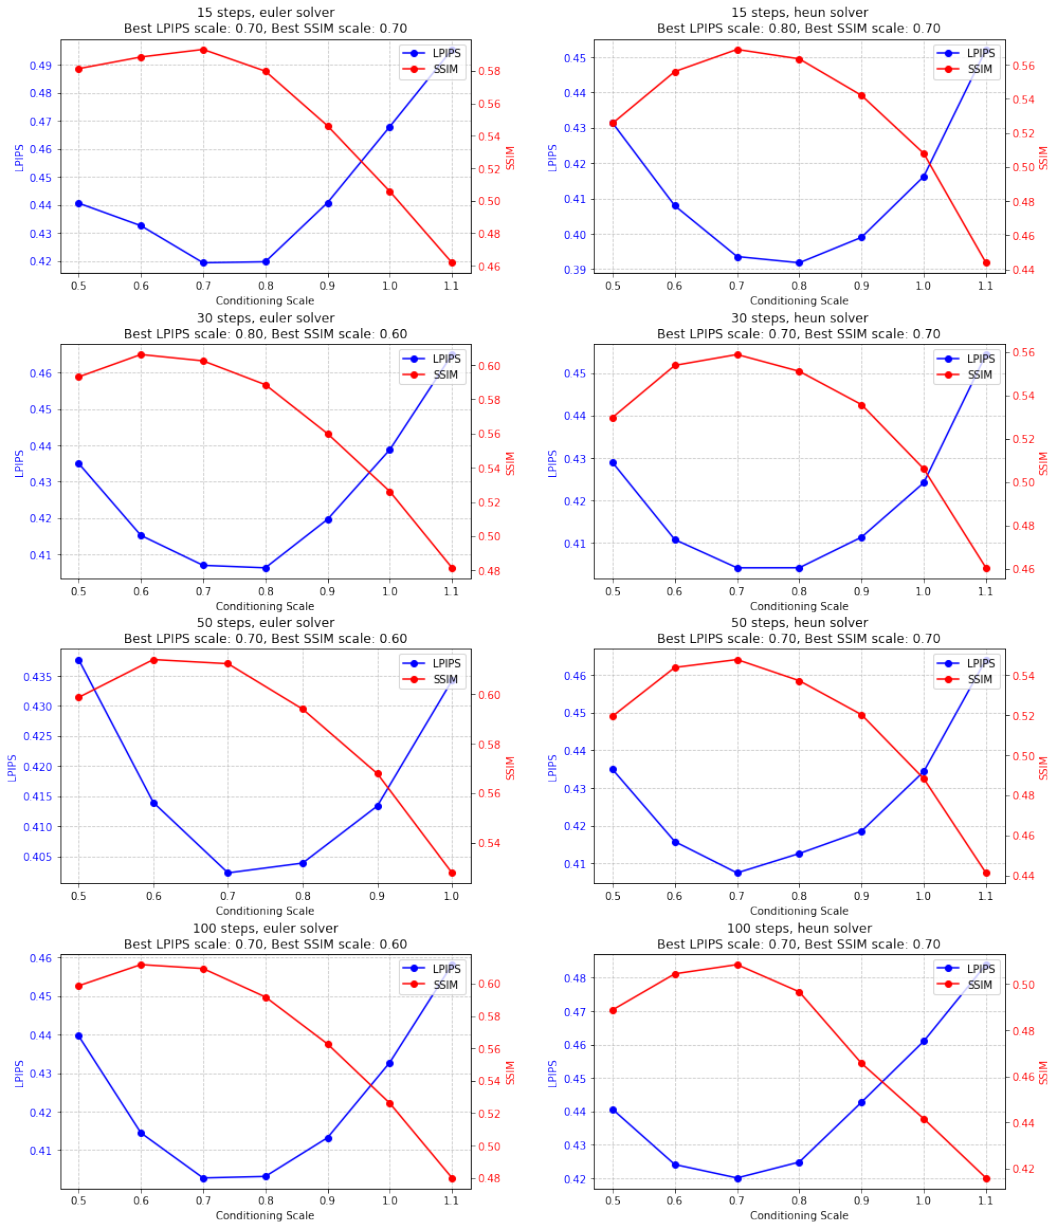 15 steps, euler solver
Best LPIPS scale: 0.70, Best SSIM scale: 0.70
LPIPS
SSIM
0.49
0.48
0.47
0.46
0.45
0.44
0.43
0.42
LPIPS
0.58
0.56
0.54
0.52
0.50
0.48
0.46
SSIM
0.5 0.6 0.7 0.8 0.9 1.0 1.1
Conditioning Scale
15 steps, heun solver
Best LPIPS scale: 0.80, Best SSIM scale: 0.70
LPIPS
SSIM
0.45
0.44
0.43
0.42
0.41
0.40
0.39
LPIPS
0.56
0.54
0.52
0.50
0.48
0.46
0.44
SSIM
0.5 0.6 0.7 0.8 0.9 1.0 1.1
Conditioning Scale
30 steps, euler solver
Best LPIPS scale: 0.80, Best SSIM scale: 0.60
LPIPS
SSIM
0.46
0.45
0.44
0.43
0.42
0.41
LPIPS
0.60
0.58
0.56
0.54
0.52
0.50
0.48
SSIM
0.5 0.6 0.7 0.8 0.9 1.0 1.1
Conditioning Scale
30 steps, heun solver
Best LPIPS scale: 0.70, Best SSIM scale: 0.70
LPIPS
SSIM
0.45
0.44
0.43
0.42
0.41
LPIPS
0.56
0.54
0.52
0.50
0.48
0.46
SSIM
0.5 0.6 0.7 0.8 0.9 1.0 1.1
Conditioning Scale
50 steps, euler solver
Best LPIPS scale: 0.70, Best SSIM scale: 0.60
LPIPS
SSIM
0.435
0.430
0.425
0.420
0.415
0.410
0.405
LPIPS
0.60
0.58
0.56
0.54
SSIM
0.5 0.6 0.7 0.8 0.9 1.0
Conditioning Scale
50 steps, heun solver
Best LPIPS scale: 0.70, Best SSIM scale: 0.70
LPIPS
SSIM
0.46
0.45
0.44
0.43
0.42
0.41
LPIPS
0.54
0.52
0.50
0.48
0.46
0.44
SSIM
0.5 0.6 0.7 0.8 0.9 1.0 1.1
Conditioning Scale
100 steps, euler solver
Best LPIPS scale: 0.70, Best SSIM scale: 0.60
LPIPS
SSIM
0.46
0.45
0.44
0.43
0.42
0.41
LPIPS
0.60
0.58
0.56
0.54
0.52
0.50
0.48
SSIM
0.5 0.6 0.7 0.8 0.9 1.0 1.1
Conditioning Scale
100 steps, heun solver
Best LPIPS scale: 0.70, Best SSIM scale: 0.70
LPIPS
SSIM
0.48
0.47
0.46
0.45
0.44
0.43
0.42
LPIPS
0.50
0.48
0.46
0.44
0.42
SSIM
0.5 0.6 0.7 0.8 0.9 1.0 1.1
Conditioning Scale